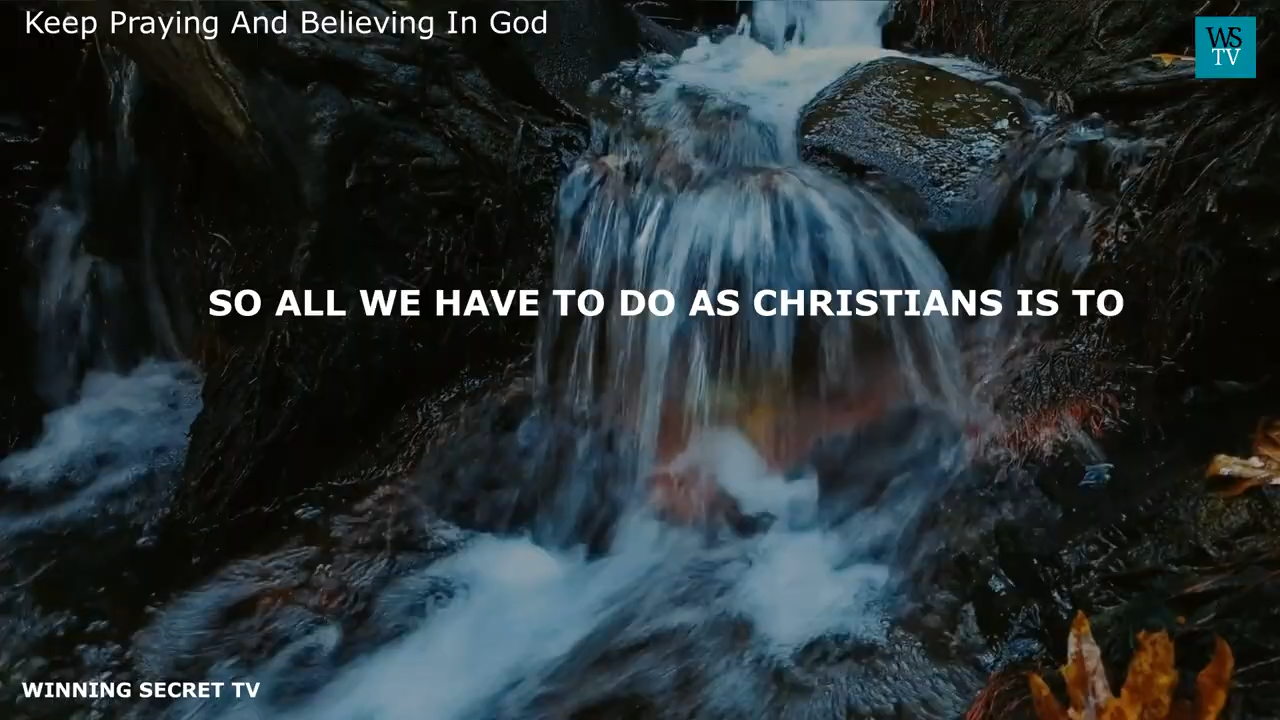 Keep Praying And Believing In God
WS
TV
SO ALL WE HAVE TO DO AS CHRISTIANS IS TO
WINNING SECRET TV